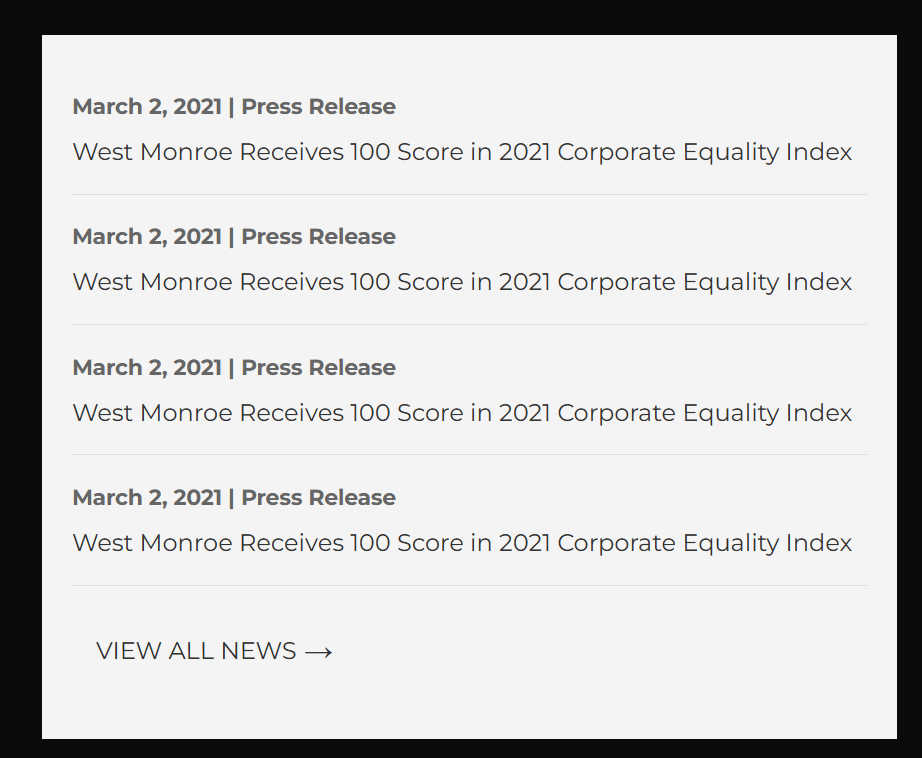 March 2, 2021 | Press Release
West Monroe Receives 100 Score in 2021 Corporate Equality Index
March 2, 2021 | Press Release
West Monroe Receives 100 Score in 2021 Corporate Equality Index
March 2, 2021 | Press Release
West Monroe Receives 100 Score in 2021 Corporate Equality Index
March 2, 2021 | Press Release
West Monroe Receives 100 Score in 2021 Corporate Equality Index
VIEW ALL NEWS →